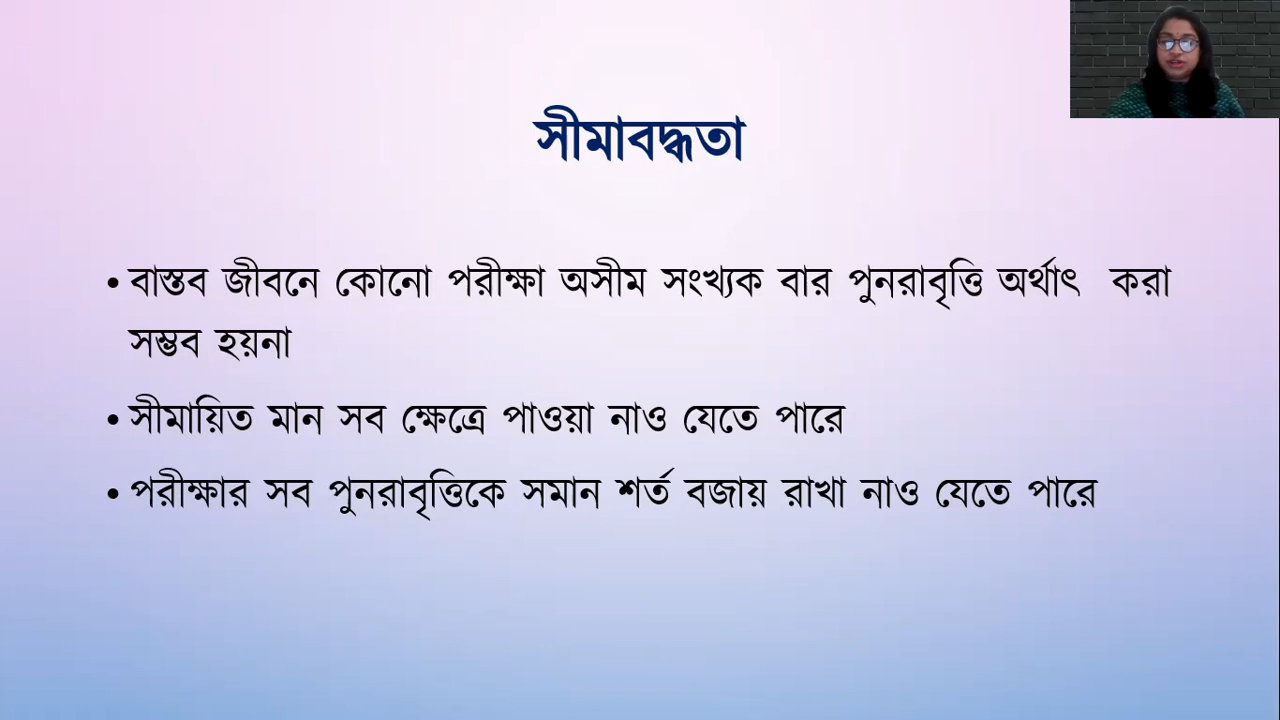 সীমাবদ্ধতা
• বাস্তব জীবনে কোনো পরীক্ষা অসীম সংখ্যক বার পুনরাবৃত্তি অর্থাৎ করা
সম্ভব হয়না
• সীমায়িত মান সব ক্ষেত্রে পাওয়া নাও যেতে পারে
• পরীক্ষার সব পুনরাবৃত্তিকে সমান শর্ত বজায় রাখা নাও যেতে পারে